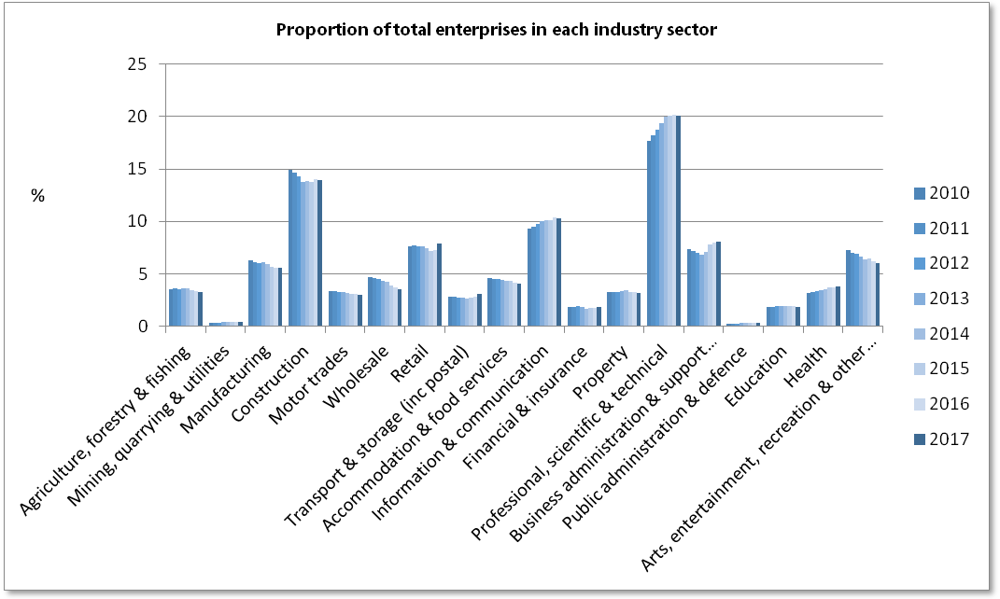 Proportion of total enterprises in each industry sector
25
20
15
10
5
0
%
Agriculture, forestry & fishing
Mining, quarrying & utilities
Manufacturing
Construction
Motor trades
Wholesale
Retail
Transport & storage (inc postal)
Accommodation & food services
Information & communication
Financial & insurance
Property
Professional, scientific & technical
Business administration & support...
Public administration & defence
Education
Health
Arts, entertainment, recreation & other...
2010
2011
2012
2013
2014
2015
2016
2017